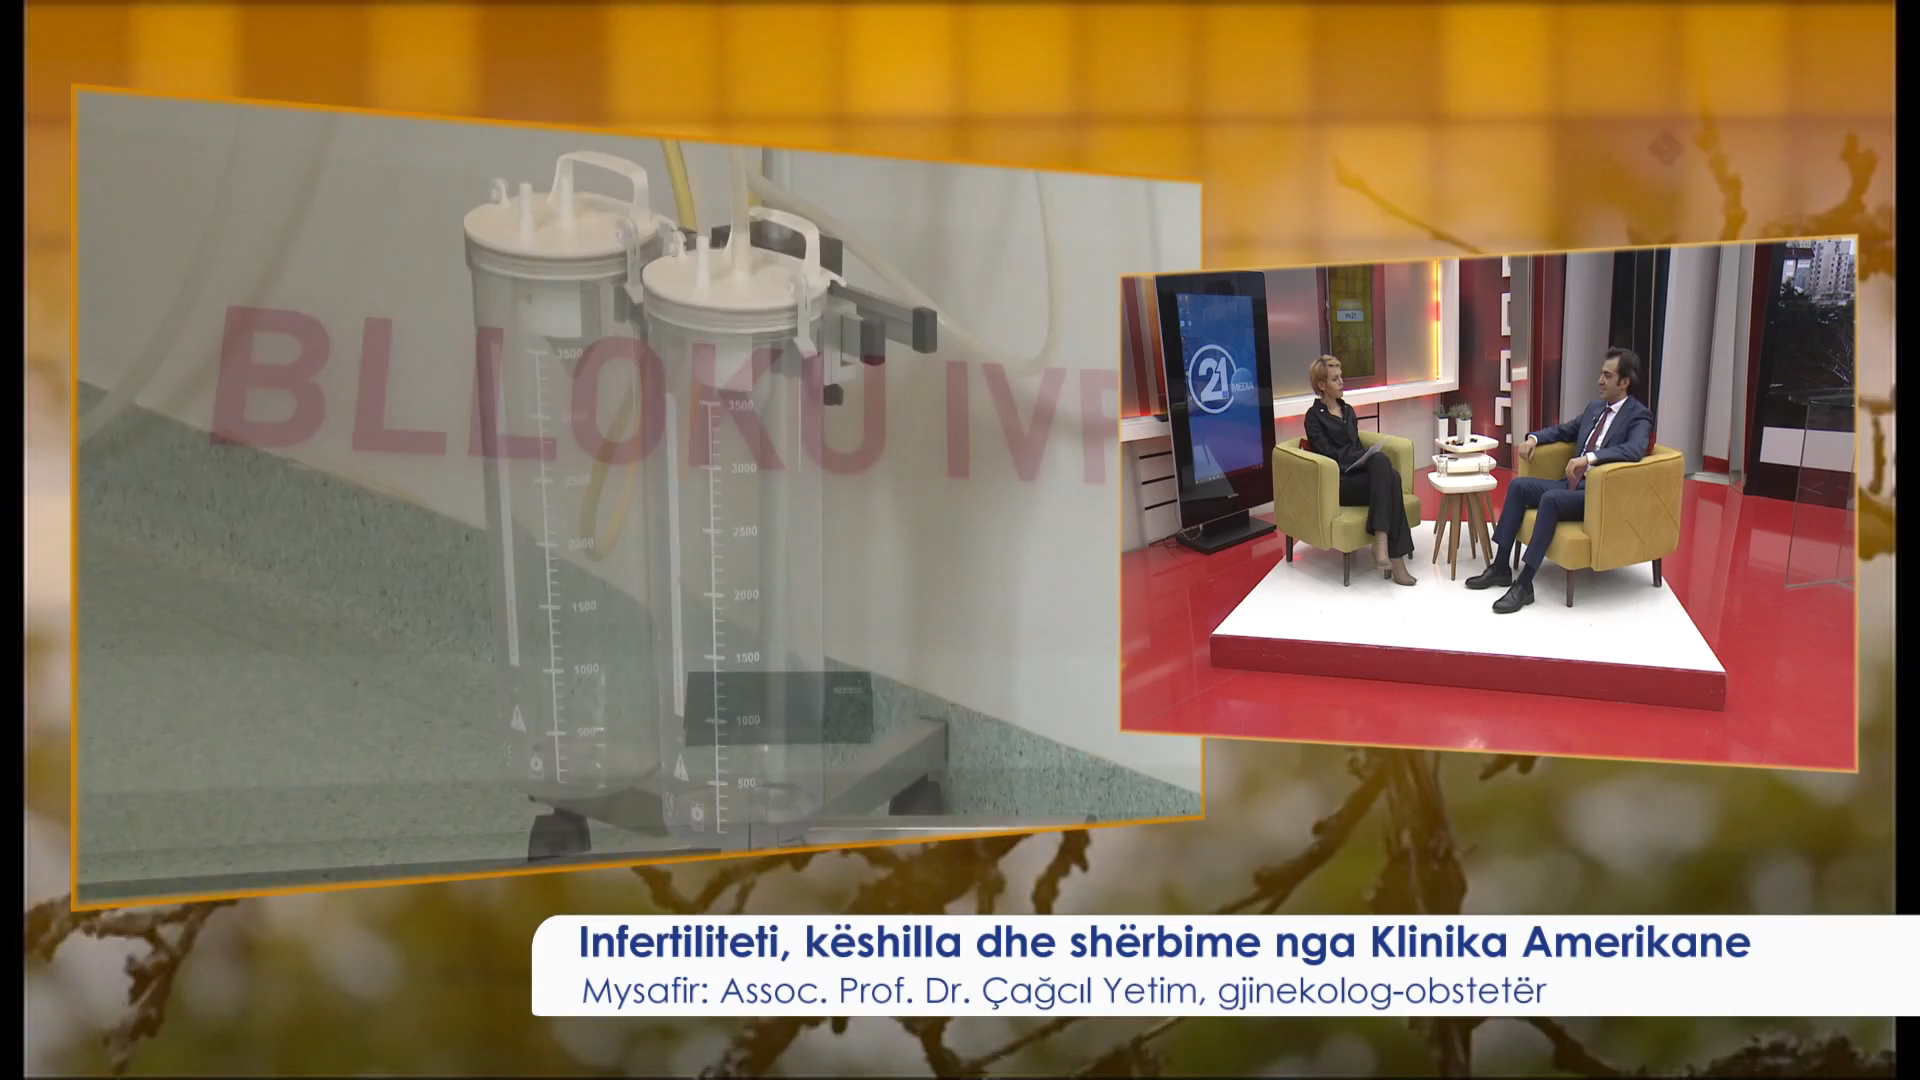 BLLOKU IVF
3500
2500
2000
1500
1000
500
3500
3000
2500
2000
1500
1000
500
21
MEDIA
rtv21
Infertiliteti, këshilla dhe shërbime nga Klinika Amerikane
Mysafir: Assoc. Prof. Dr. Çağcıl Yetim, gjinekolog-obstetër